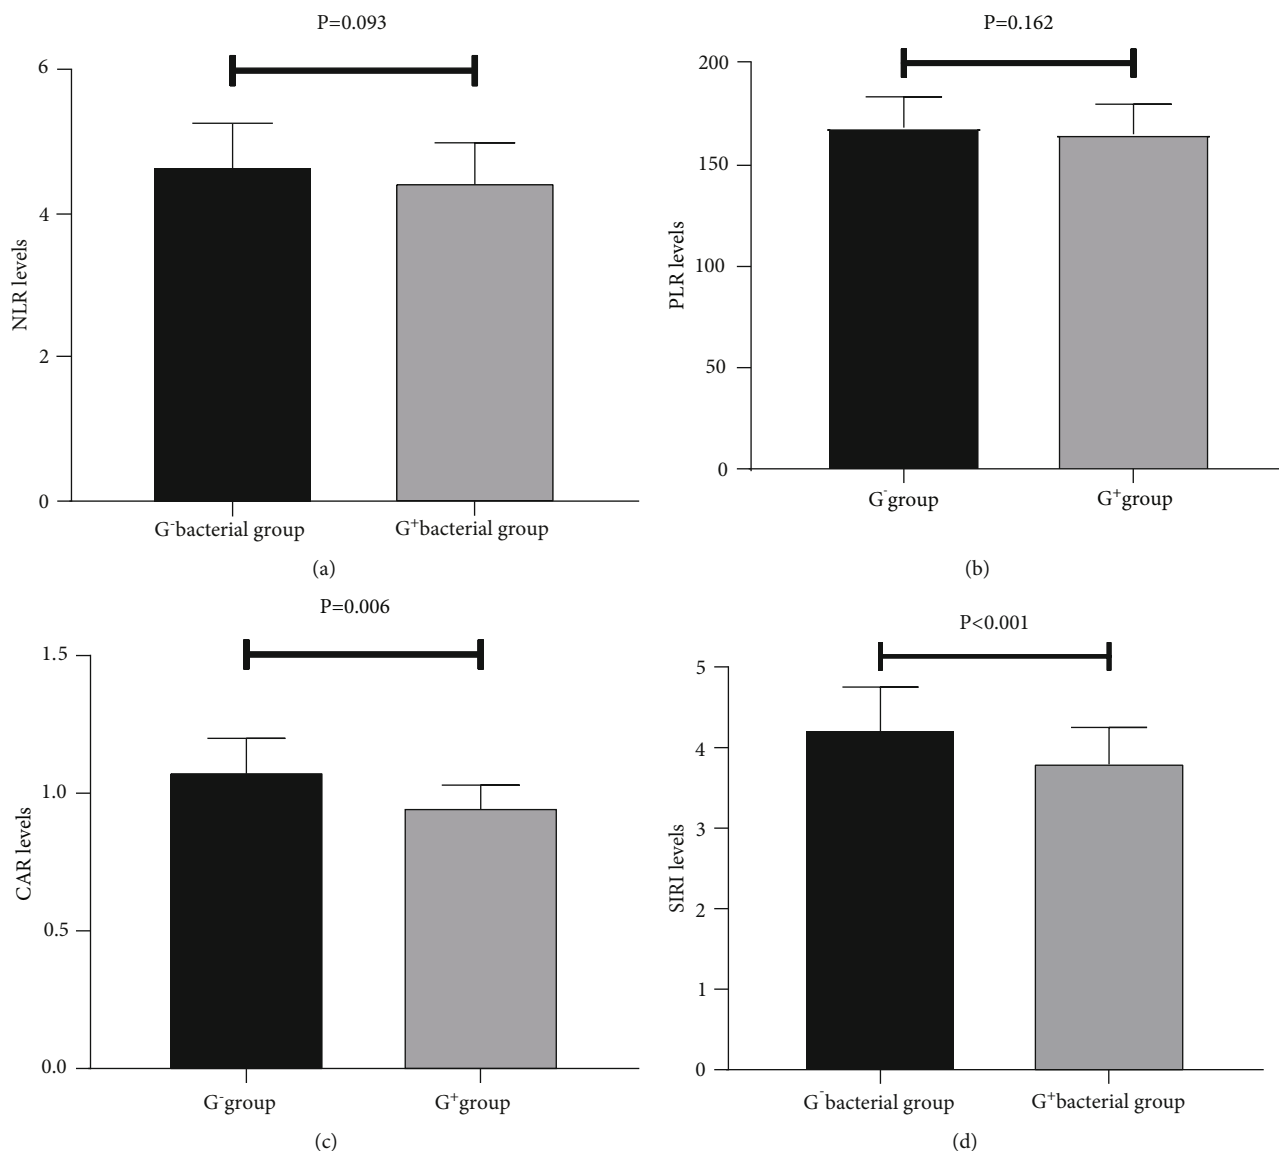 P=0.093
6
4
2
0
NLR levels
G⁻bacterial group
G⁺bacterial group
(a)
P=0.162
200
150
100
50
0
PLR levels
G⁻group
G⁺group
(b)
P=0.006
1.5
1.0
0.5
0.0
CAR levels
G⁻group
G⁺group
(c)
P<0.001
5
4
3
2
1
0
SIRI levels
G⁻bacterial group
G⁺bacterial group
(d)